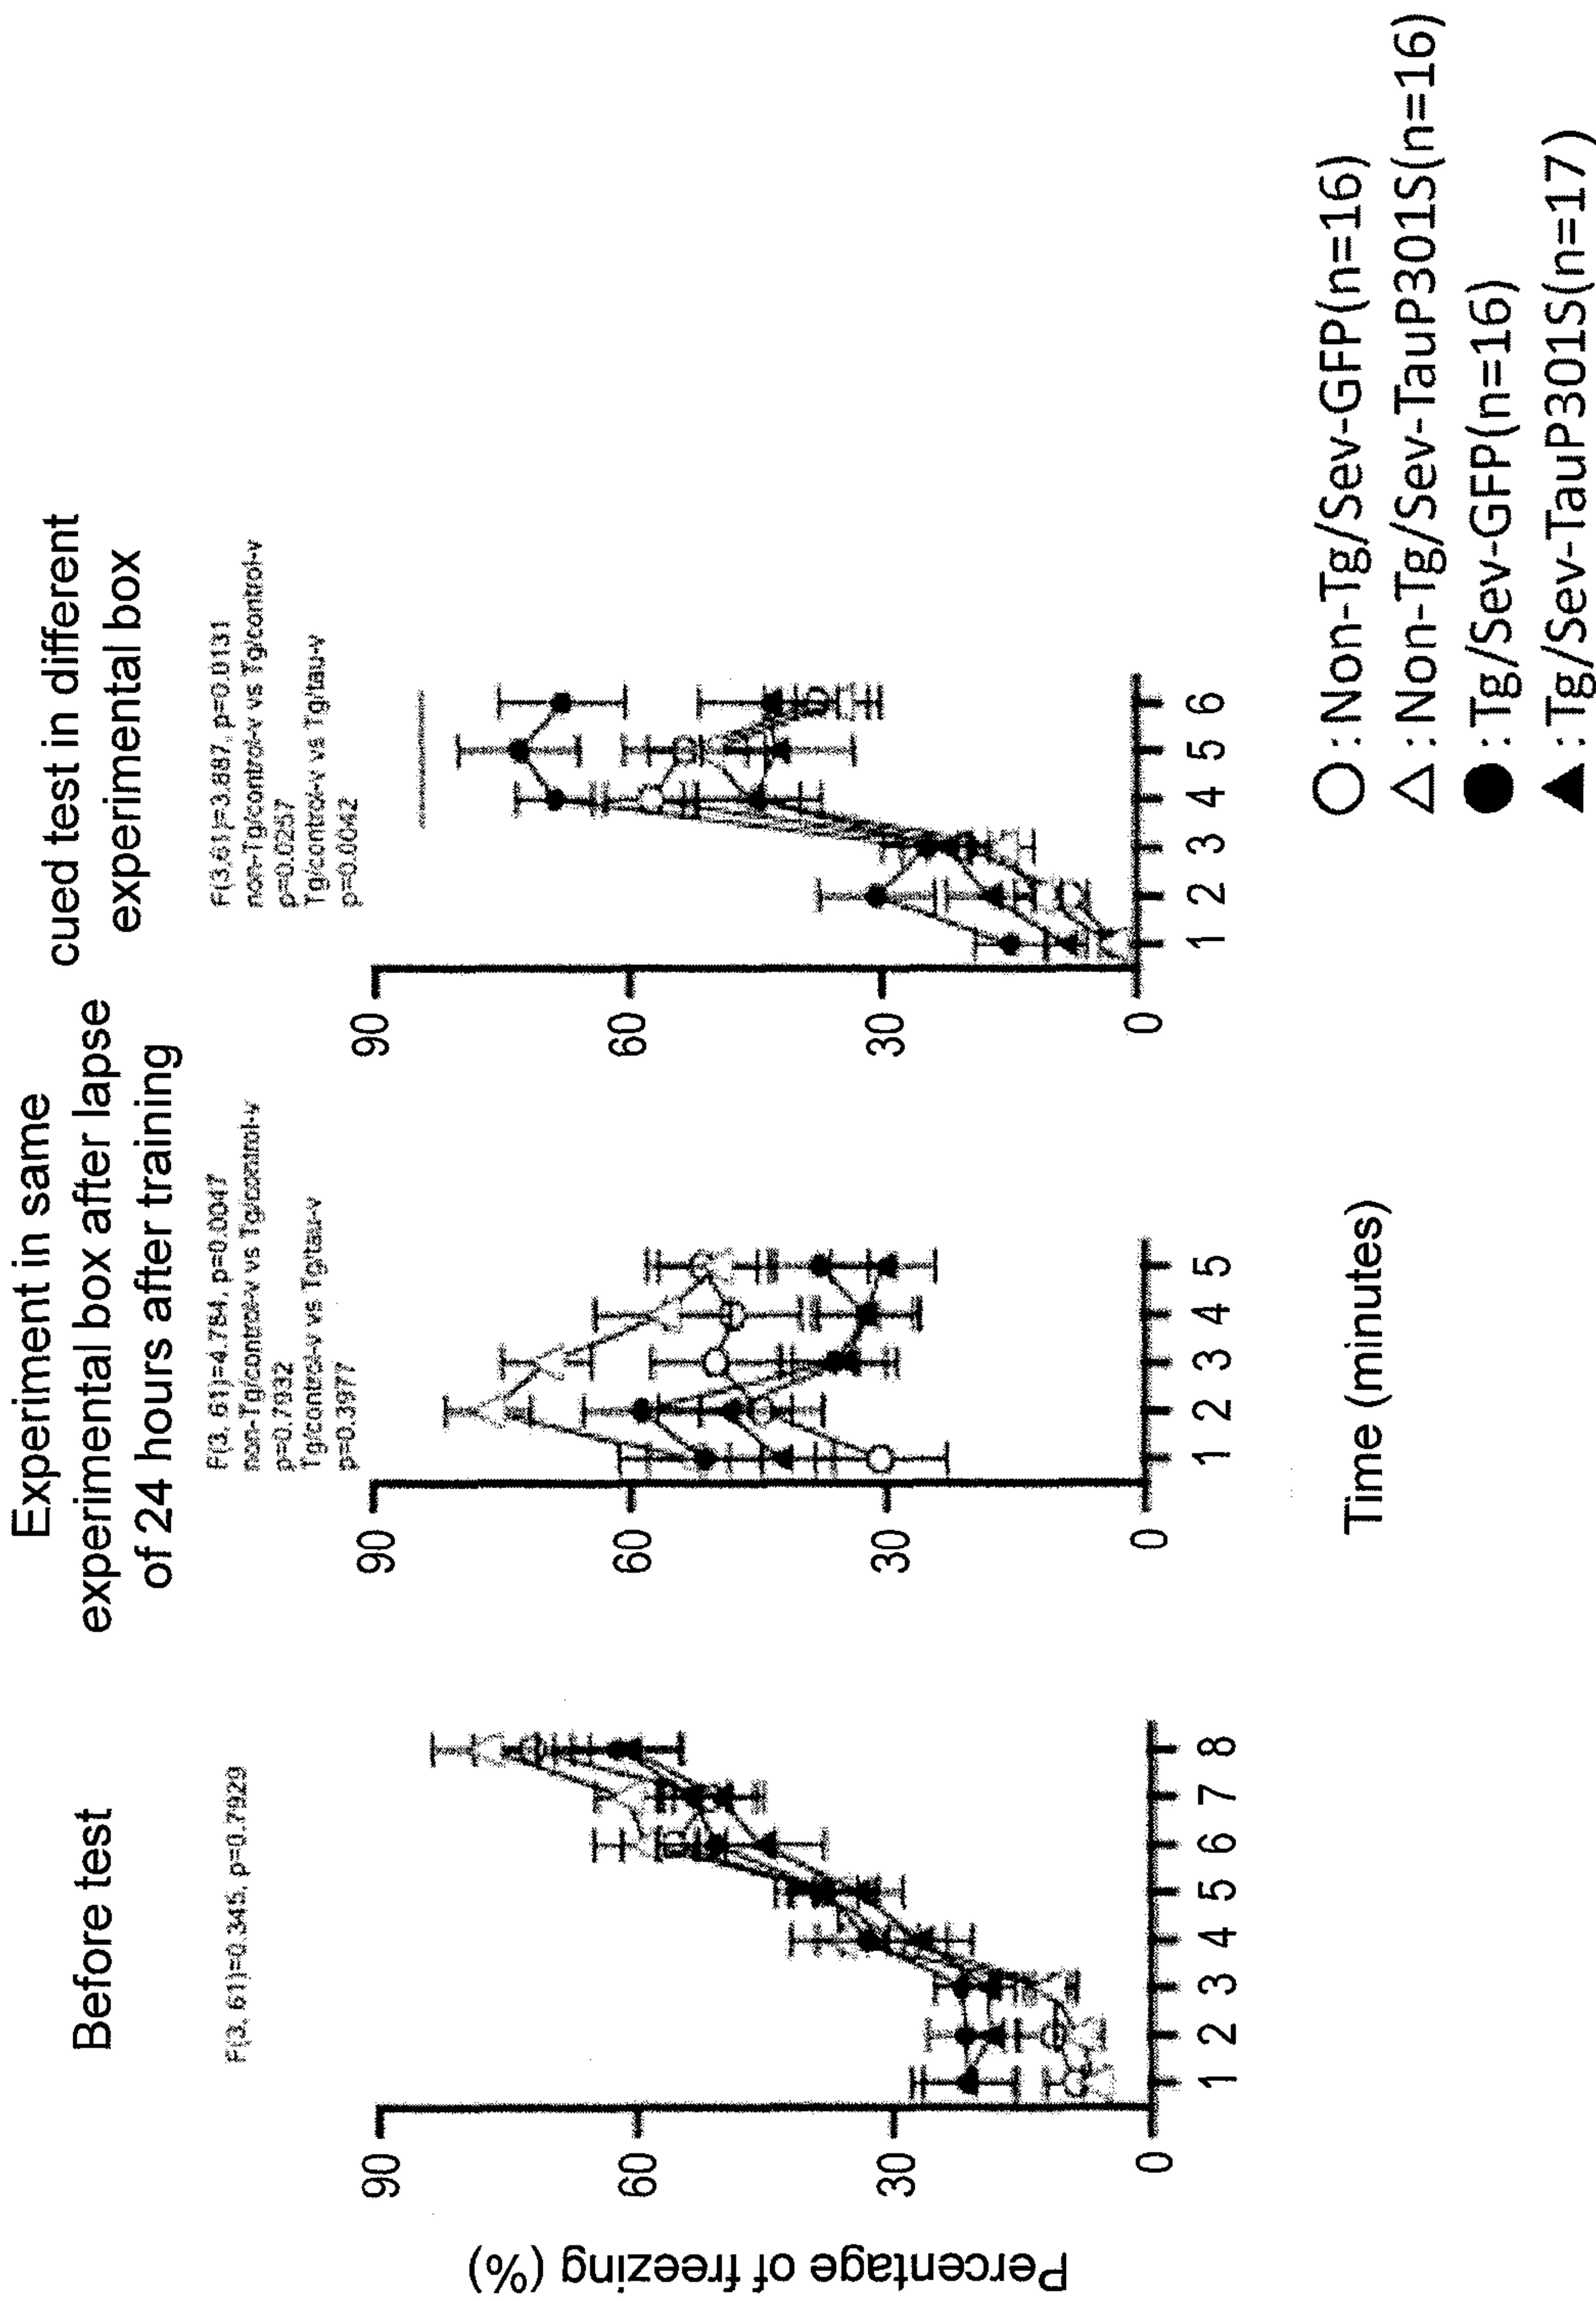 Percentage of freezing (%)
Before test
F(3, 61)=0.345, p=0.7929
90
60
30
0
1 2 3 4 5 6 7 8
Experiment in same
experimental box after lapse
of 24 hours after training
F(3, 61)=4.784, p=0.0047
non-Tg/control-v vs Tg/control-v
p=0.7932
Tg/control-v vs Tg/tau-v
p=0.3977
90
60
30
0
1 2 3 4 5
cued test in different
experimental box
F(3,61)=3.887, p=0.0131
non-Tg/control-v vs Tg/control-v
p=0.0257
Tg/control-v vs Tg/tau-v
p=0.0042
90
60
30
0
1 2 3 4 5 6
Time (minutes)
○ : Non-Tg/Sev-GFP(n=16)
△ : Non-Tg/Sev-TauP301S(n=16)
● : Tg/Sev-GFP(n=16)
▲ : Tg/Sev-TauP301S(n=17)